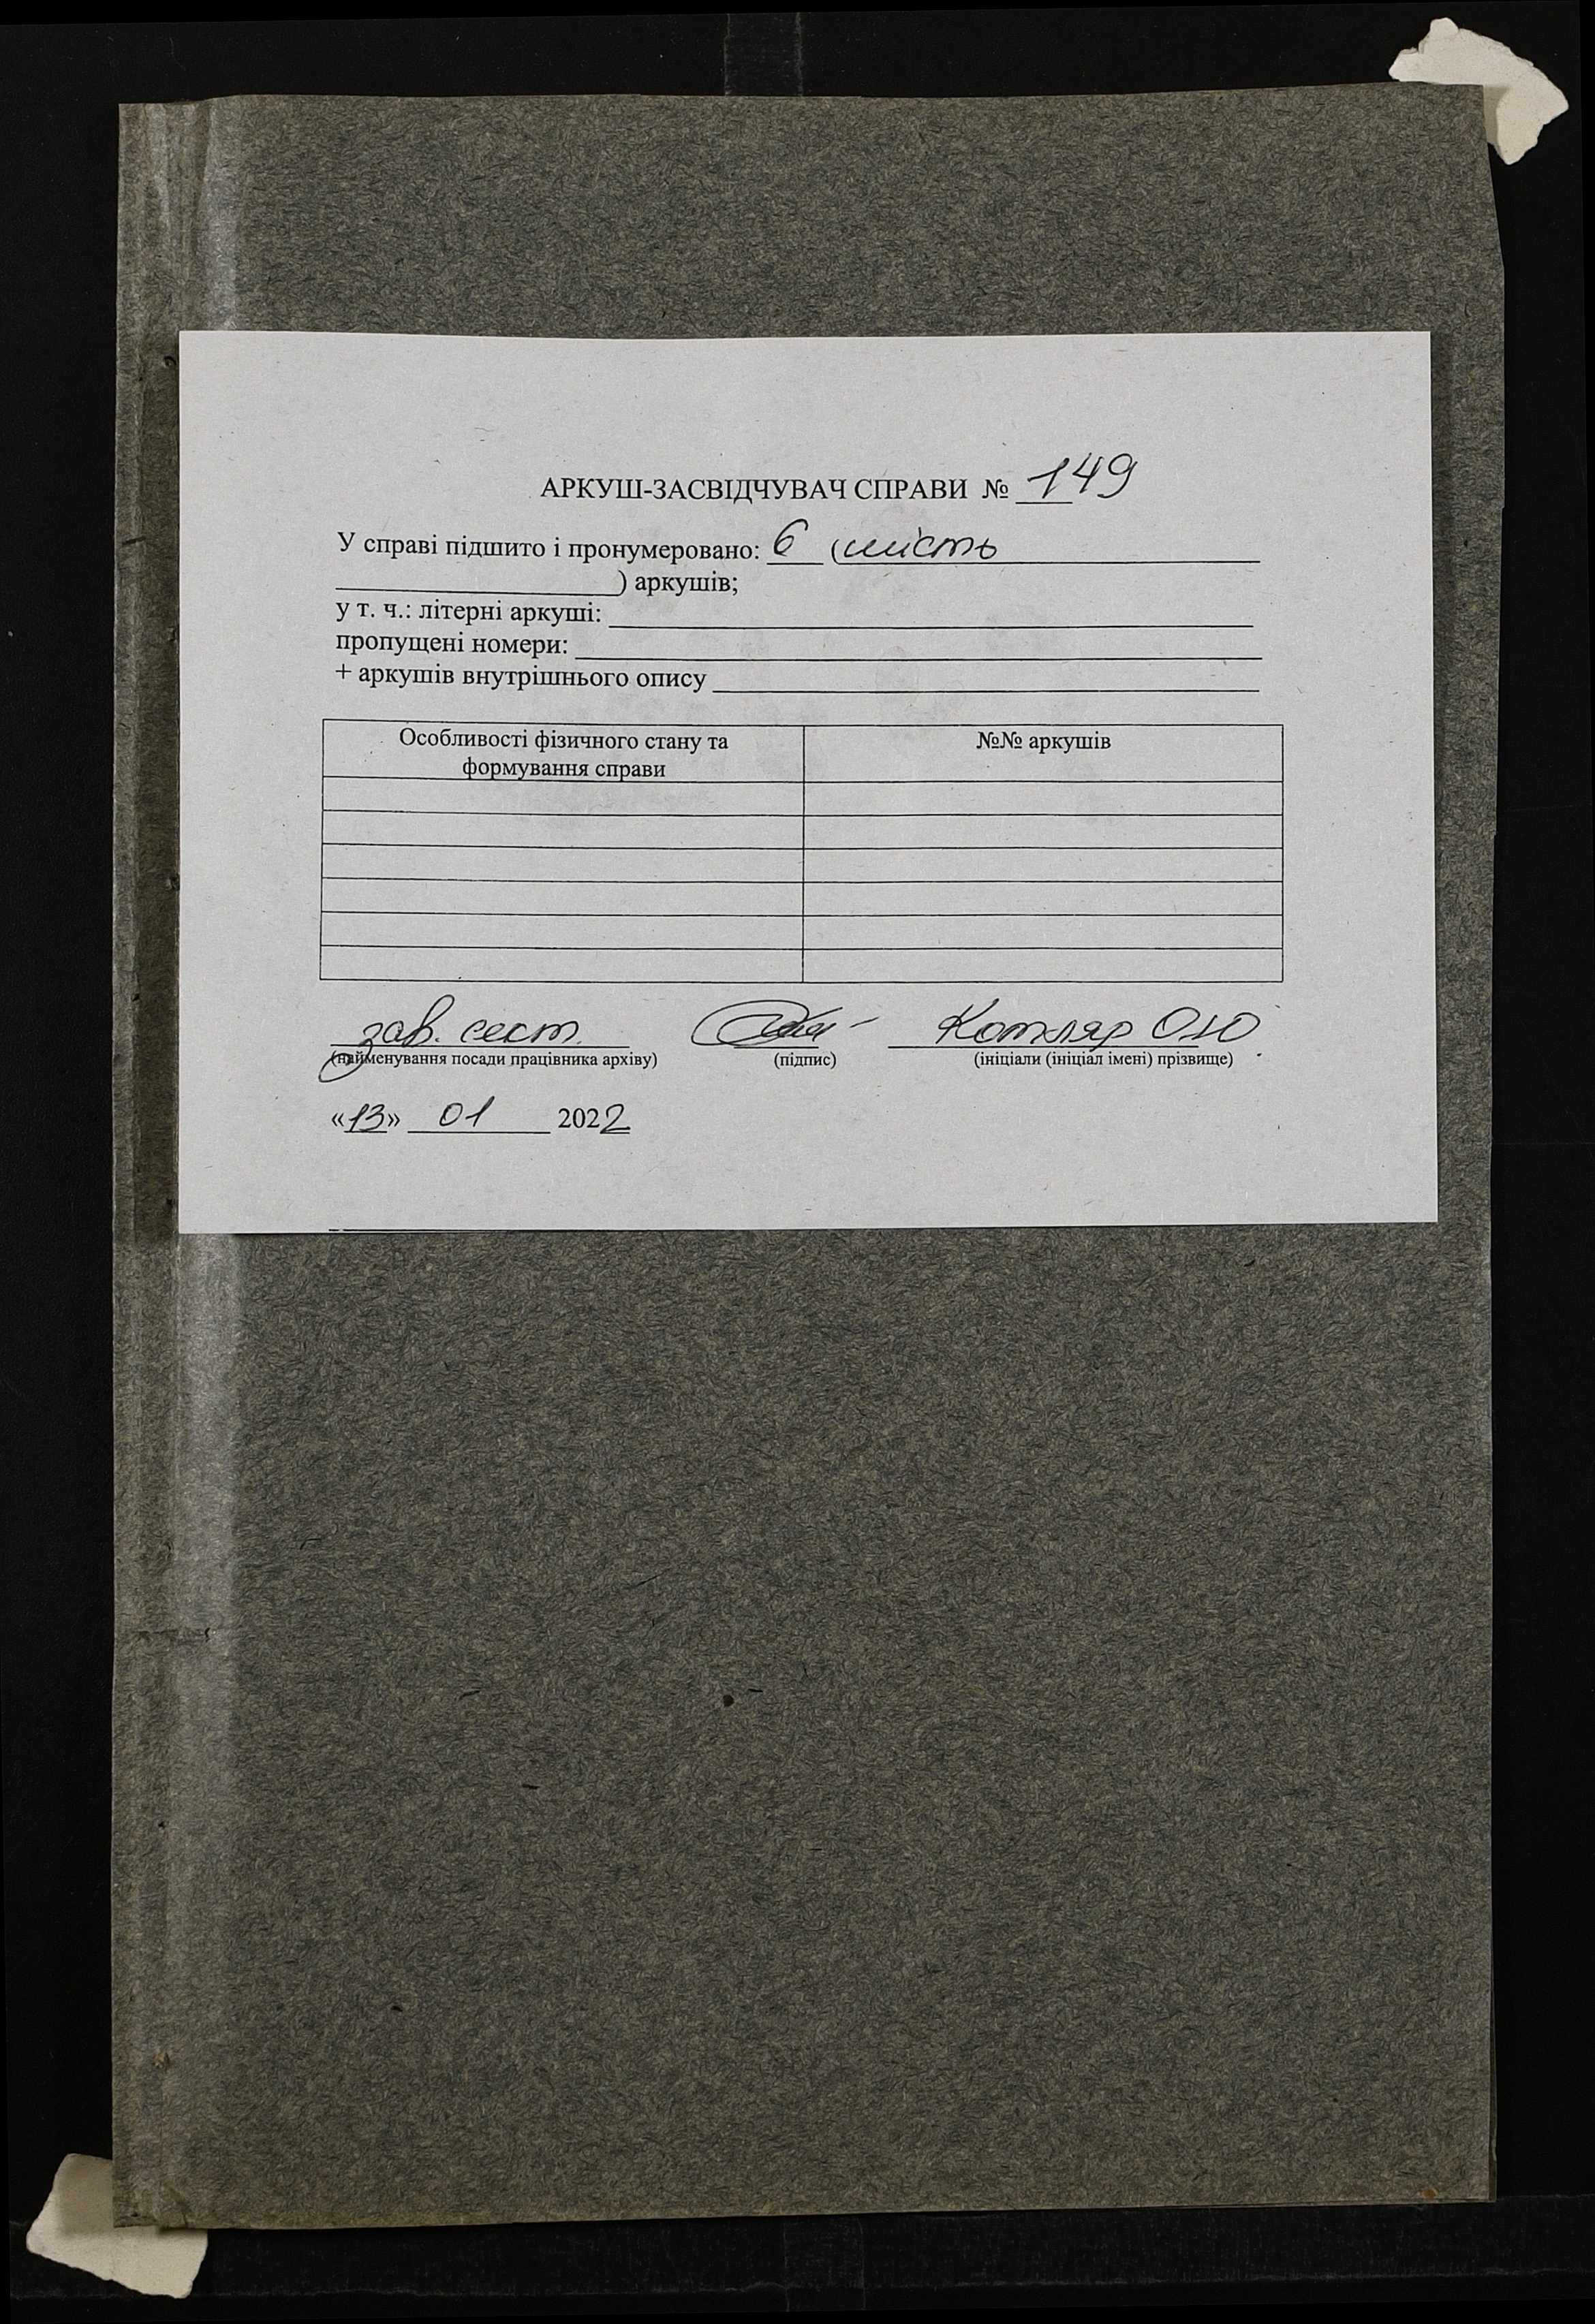 АРКУШ-ЗАСВІДЧУВАЧ СПРАВИ № 149
У справі підшито і пронумеровано: 6 (шість
) аркушів;
у т. ч.: літерні аркуші:
пропущені номери:
+ аркушів внутрішнього опису
Особливості фізичного стану та №№ аркушів
формування справи
зав. сект. Котляр ОЮ
(найменування посади працівника архіву) (підпис) (ініціали (ініціал імені) прізвище)
«13» 01 2022